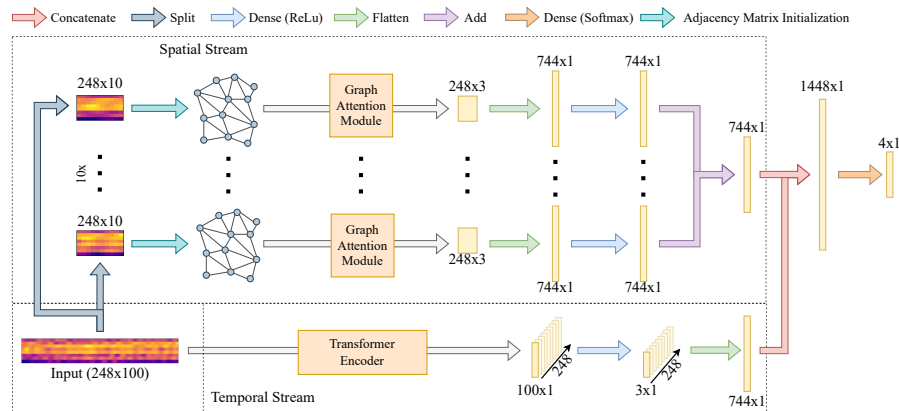 Concatenate Split Dense (ReLu) Flatten Add Dense (Softmax) Adjacency Matrix Initialization
Spatial Stream
248x10
Graph
Attention
Module
248x3
744x1
744x1
1448x1
744x1
4x1
10x
248x10
Graph
Attention
Module
248x3
744x1
744x1
Input (248x100)
Transformer
Encoder
100x1
248
3x1
248
744x1
Temporal Stream